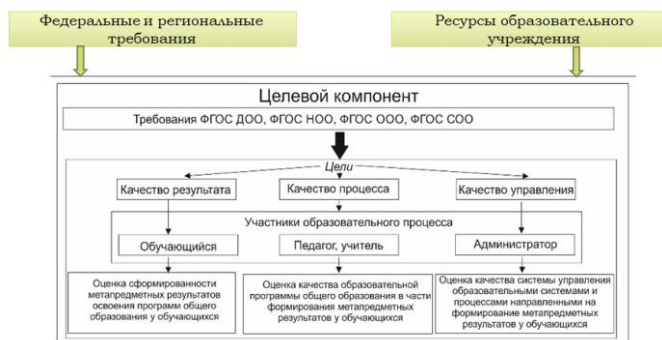 Федеральные и региональные
требования
Ресурсы образовательного
учреждения
Целевой компонент
Требования ФГОС ДОО, ФГОС НОО, ФГОС ООО, ФГОС СОО
Цели
Качество результата
Качество процесса
Качество управления
Участники образовательного процесса
Обучающийся
Педагог, учитель
Администратор
Оценка сформированности
метапредметных результатов
освоения программ общего
образования у обучающихся
Оценка качества образовательной
программы общего образования в части
формирования метапредметных
результатов у обучающихся
Оценка качества системы управления
образовательными системами и
процессами направленными на
формирование метапредметных
результатов у обучающихся